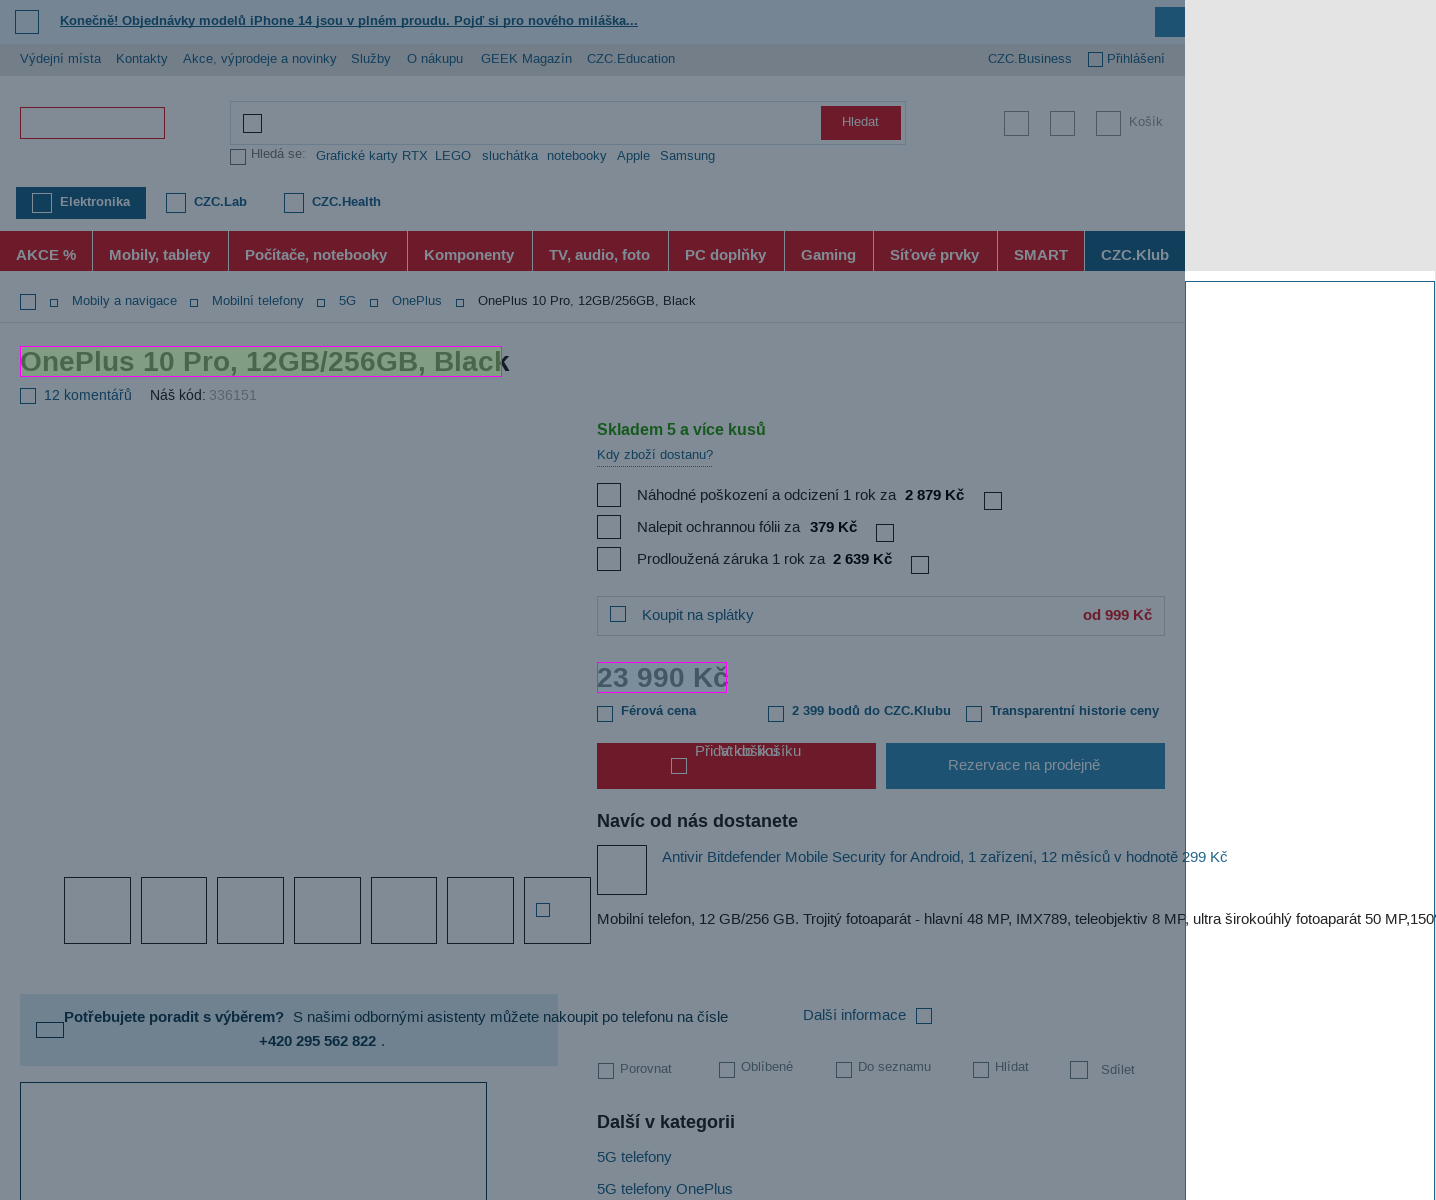 Konečně! Objednávky modelů iPhone 14 jsou v plném proudu. Pojď si pro nového miláška...
Výdejní místa Kontakty Akce, výprodeje a novinky Služby O nákupu GEEK Magazín CZC.Education CZC.Business Přihlášení
Hledat Košík
Hledá se: Grafické karty RTX LEGO sluchátka notebooky Apple Samsung
Elektronika CZC.Lab CZC.Health
AKCE % Mobily, tablety Počítače, notebooky Komponenty TV, audio, foto PC doplňky Gaming Síťové prvky SMART CZC.Klub
Mobily a navigace Mobilní telefony 5G OnePlus OnePlus 10 Pro, 12GB/256GB, Black
OnePlus 10 Pro, 12GB/256GB, Black
12 komentářů Náš kód: 336151
Skladem 5 a více kusů
Kdy zboží dostanu?
Náhodné poškození a odcizení 1 rok za 2 879 Kč
Nalepit ochrannou fólii za 379 Kč
Prodloužená záruka 1 rok za 2 639 Kč
Koupit na splátky od 999 Kč
23 990 Kč
Férová cena 2 399 bodů do CZC.Klubu Transparentní historie ceny
Přidat do košíku V košíku
Rezervace na prodejně
Navíc od nás dostanete
Antivir Bitdefender Mobile Security for Android, 1 zařízení, 12 měsíců v hodnotě 299 Kč
Mobilní telefon, 12 GB/256 GB. Trojitý fotoaparát - hlavní 48 MP, IMX789, teleobjektiv 8 MP, ultra širokoúhlý fotoaparát 50 MP,150°
Potřebujete poradit s výběrem? S našimi odbornými asistenty můžete nakoupit po telefonu na čísle
+420 295 562 822 .
Další informace
Porovnat Oblíbené Do seznamu Hlídat Sdílet
Další v kategorii
5G telefony
5G telefony OnePlus